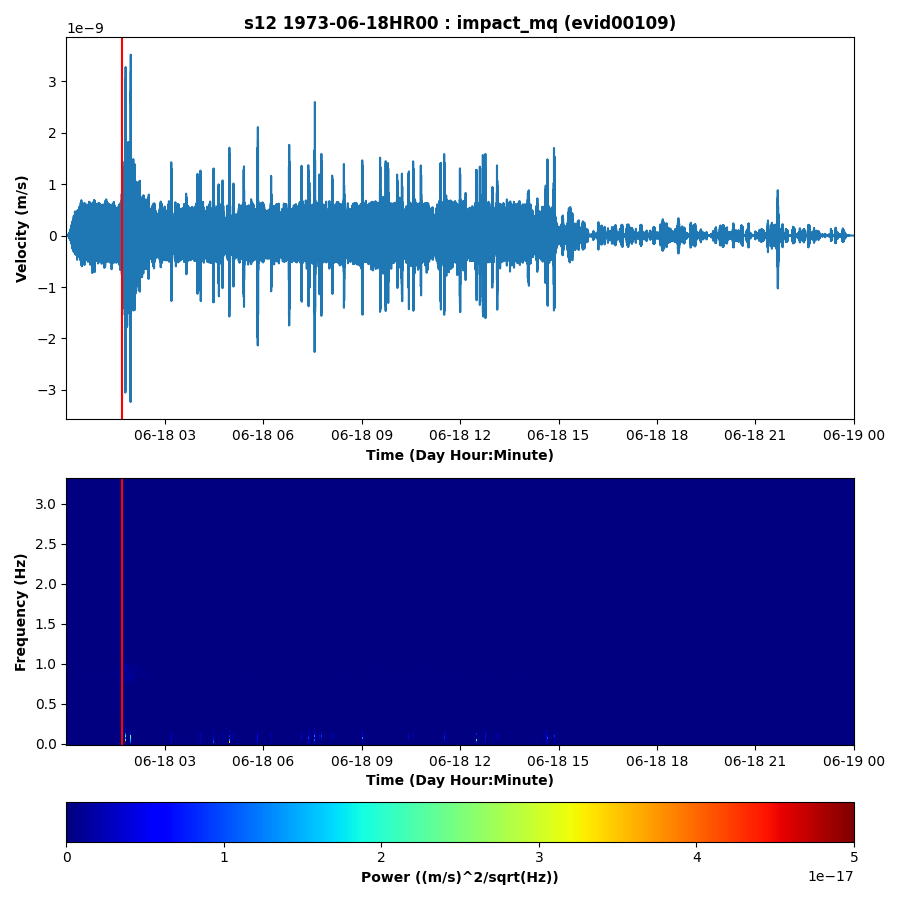 s12 1973-06-18HR00 : impact_mq (evid00109)
1e−9
3
2
1
0
−1
−2
−3
Velocity (m/s)
06-18 03 06-18 06 06-18 09 06-18 12 06-18 15 06-18 18 06-18 21 06-19 00
Time (Day Hour:Minute)
3.0
2.5
2.0
1.5
1.0
0.5
0.0
Frequency (Hz)
06-18 03 06-18 06 06-18 09 06-18 12 06-18 15 06-18 18 06-18 21 06-19 00
Time (Day Hour:Minute)
0 1 2 3 4 5
1e−17
Power ((m/s)^2/sqrt(Hz))